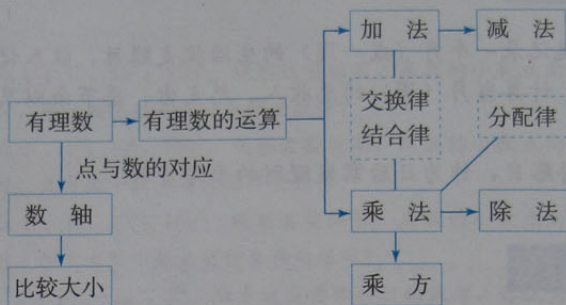 加 法
减 法
交换律
结合律
分配律
有理数
有理数的运算
点与数的对应
数 轴
乘 法
除 法
比较大小
乘 方